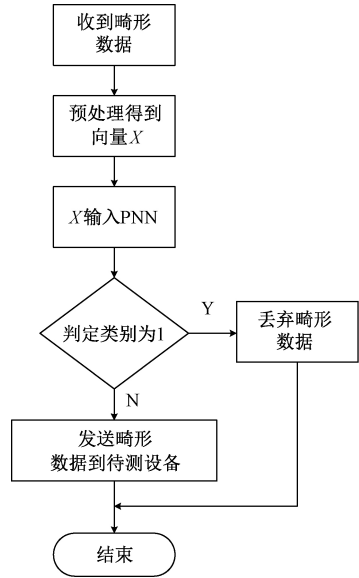 收到畸形
数据
预处理得到
向量X
X输入PNN
判定类别为1
Y
丢弃畸形
数据
N
发送畸形
数据到待测设备
结束